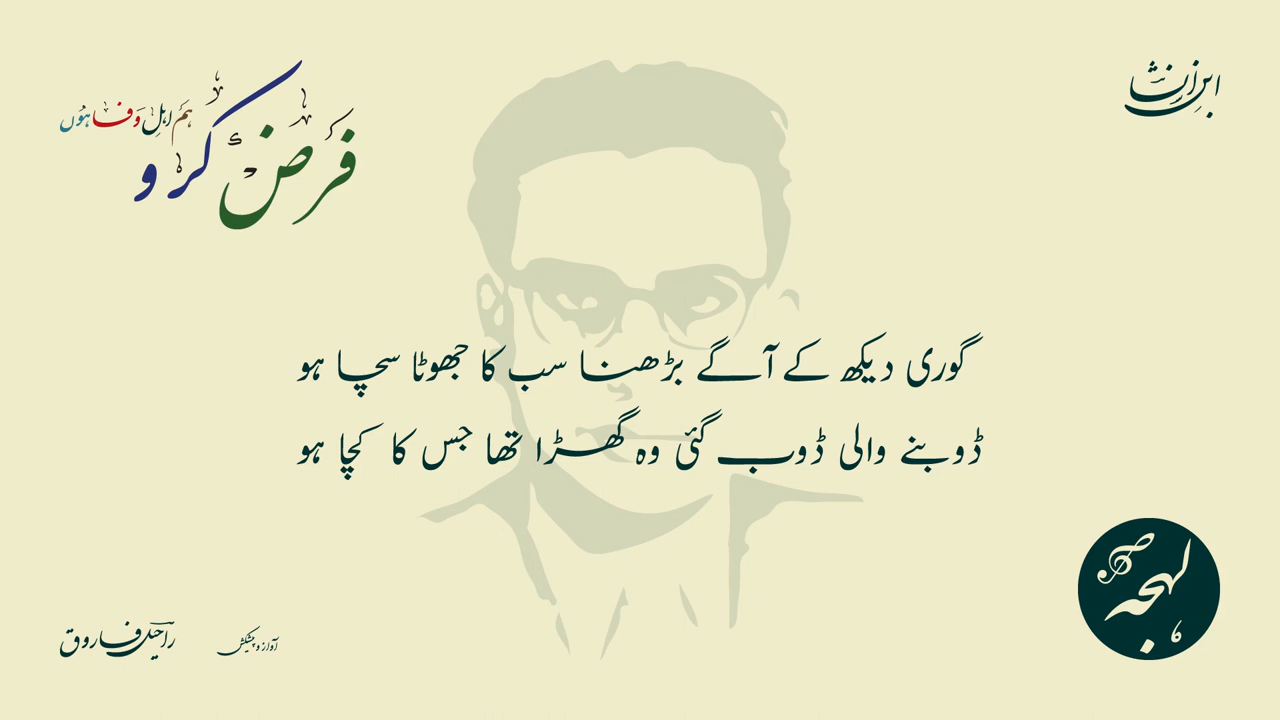 ابنِ انشا
ہم اہلِ وفا ہوں
فرض کرو
گوری دیکھ کے آگے بڑھنا سب کا جھوٹا سچا ہو
ڈوبنے والی ڈوب گئی وہ گھڑا تھا جس کا کچا ہو
لہجہ
آواز و پیشکش
راحیل فاروق